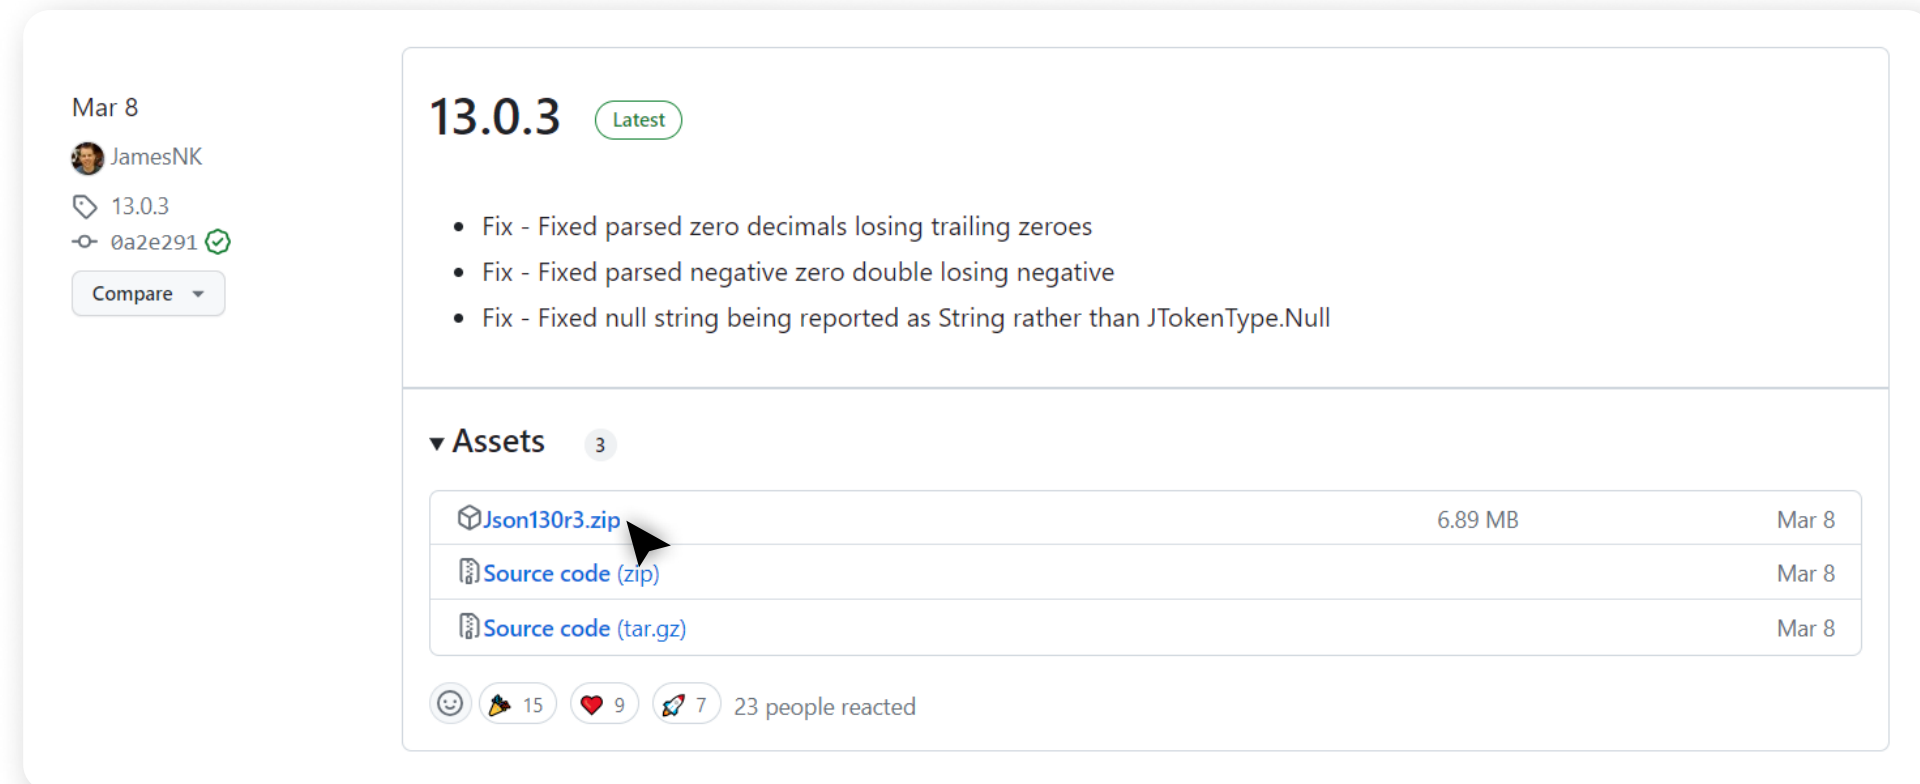 Mar 8
JamesNK
13.0.3
0a2e291
Compare
13.0.3 Latest
Fix - Fixed parsed zero decimals losing trailing zeroes
Fix - Fixed parsed negative zero double losing negative
Fix - Fixed null string being reported as String rather than JTokenType.Null
Assets 3
Json130r3.zip 6.89 MB Mar 8
Source code (zip) Mar 8
Source code (tar.gz) Mar 8
15 9 7 23 people reacted